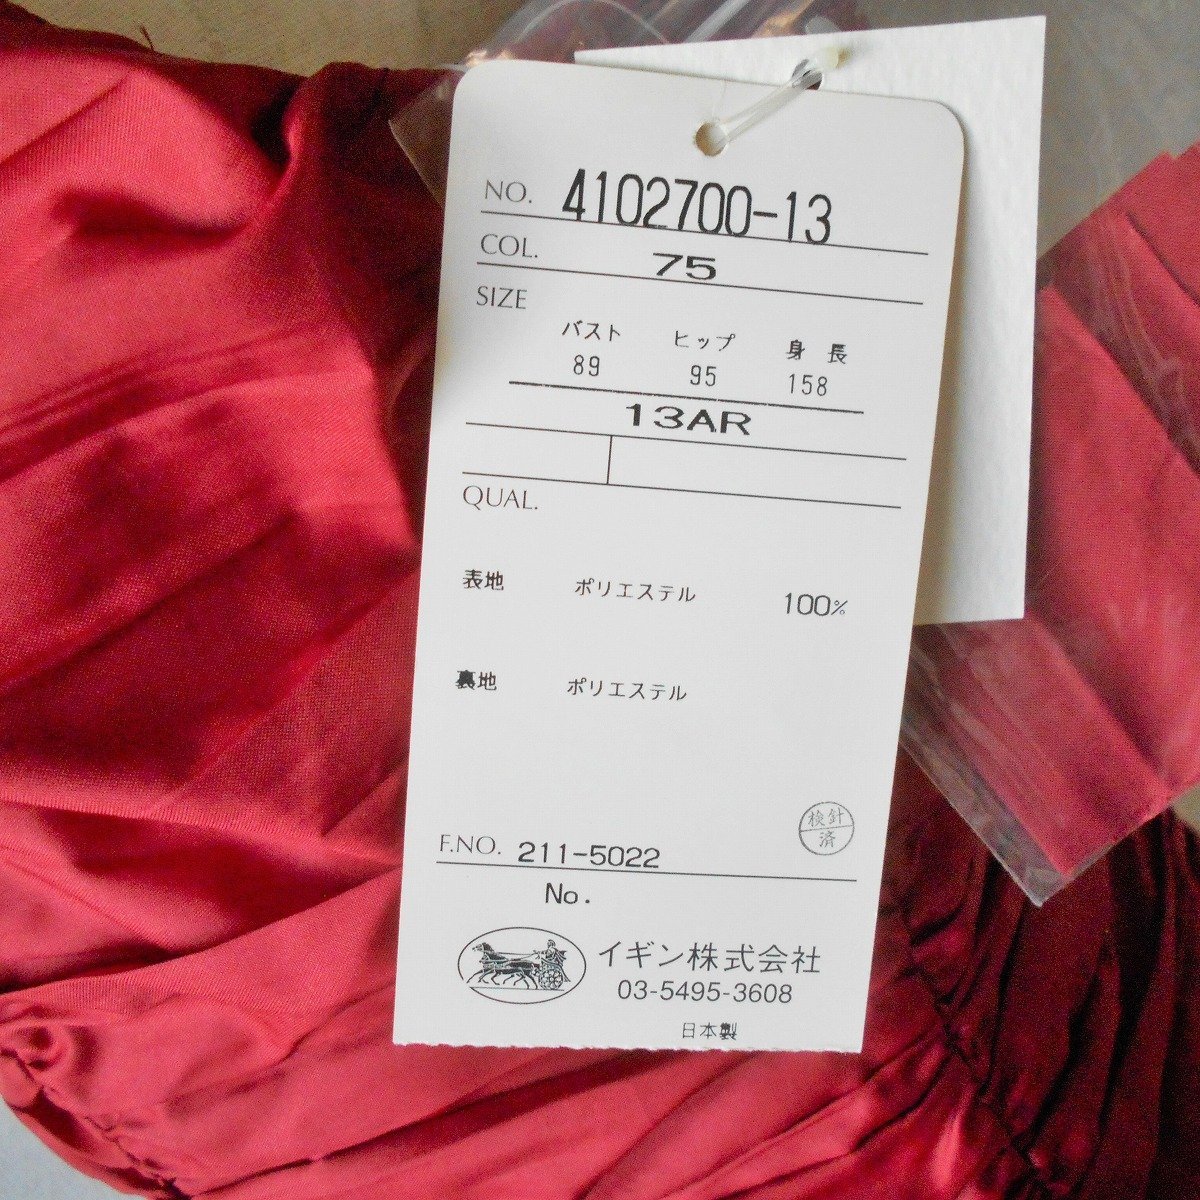 NO. 4102700-13
COL. 75
SIZE
バスト ヒップ 身 長
89 95 158
13AR
QUAL.
表地 ポリエステル 100%
裏地 ポリエステル
検針
済
F.NO. 211-5022
No.
イギン株式会社
03-5495-3608
日本製